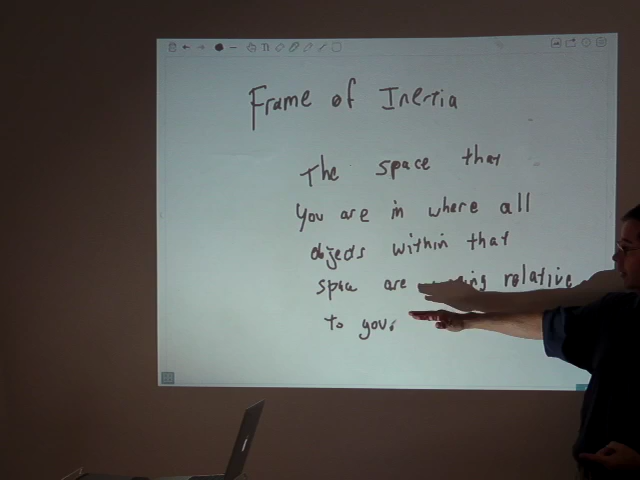 Frame of Inertia
The space that
you are in where all
objects within that
space are relative
to you.